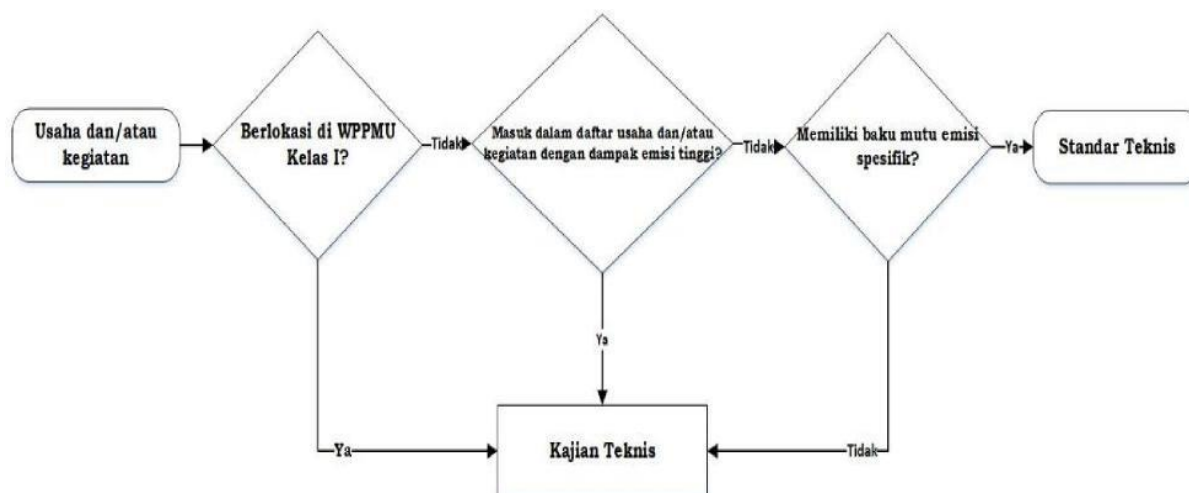 Usaha dan/atau
kegiatan
Berlokasi di WPPMU
Kelas I?
Tidak
Masuk dalam daftar usaha dan/atau
kegiatan dengan dampak emisi tinggi?
Tidak
Memiliki baku mutu emisi
spesifik?
Ya
Standar Teknis
Ya
Ya
Kajian Teknis
Tidak